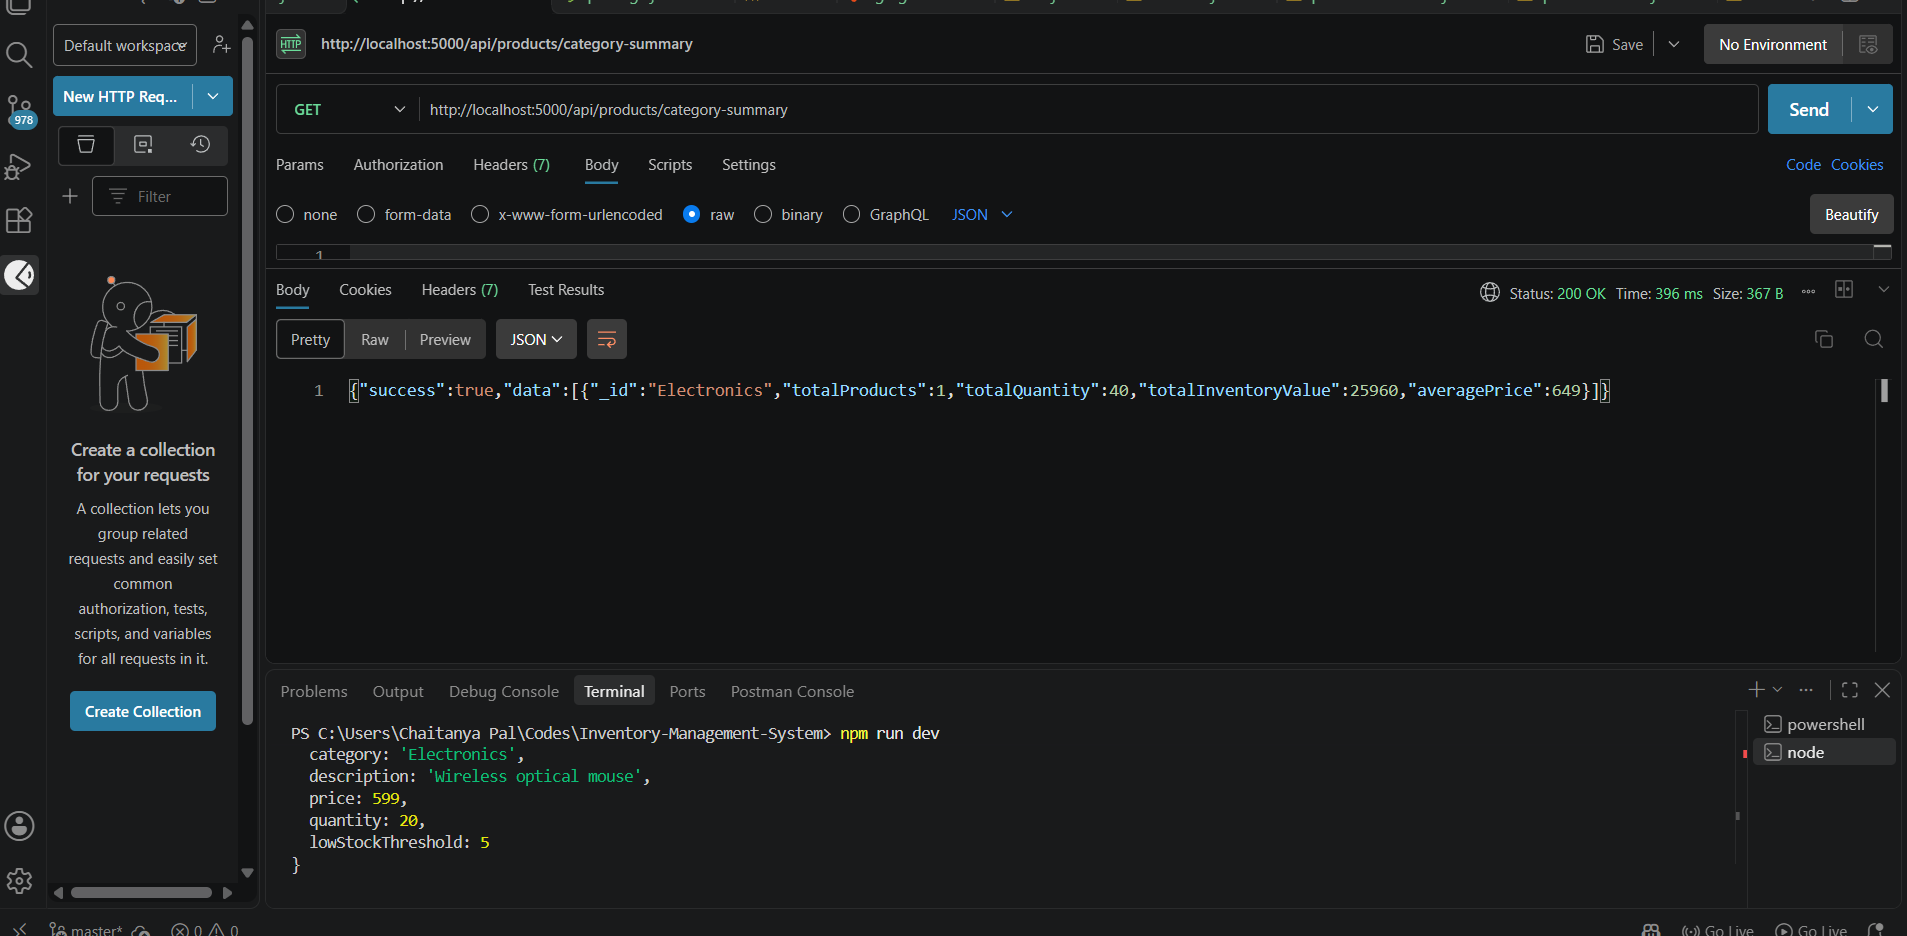 Default workspace
http://localhost:5000/api/products/category-summary
Save
No Environment
New HTTP Req...
GET
http://localhost:5000/api/products/category-summary
Send
978
Params
Authorization
Headers (7)
Body
Scripts
Settings
Code
Cookies
Filter
none
form-data
x-www-form-urlencoded
raw
binary
GraphQL
JSON
Beautify
1
Body
Cookies
Headers (7)
Test Results
Status: 200 OK
Time: 396 ms
Size: 367 B
Pretty
Raw
Preview
JSON
1
{"success":true,"data":[{"_id":"Electronics","totalProducts":1,"totalQuantity":40,"totalInventoryValue":25960,"averagePrice":649}]}
Create a collection
for your requests
A collection lets you
group related
requests and easily set
common
authorization, tests,
scripts, and variables
for all requests in it.
Create Collection
Problems
Output
Debug Console
Terminal
Ports
Postman Console
PS C:\Users\Chaitanya Pal\Codes\Inventory-Management-System> npm run dev
category: 'Electronics',
description: 'Wireless optical mouse',
price: 599,
quantity: 20,
lowStockThreshold: 5
}
powershell
node
master*
0
0
Go Live
Go Live